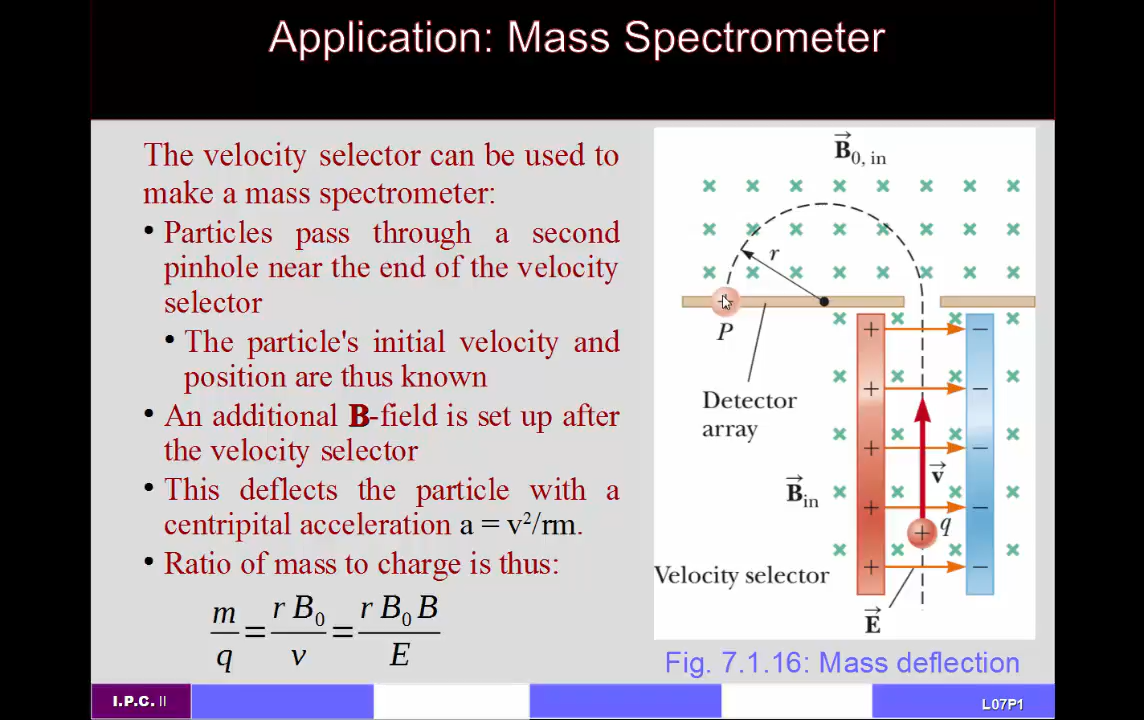 Application: Mass Spectrometer
The velocity selector can be used to
make a mass spectrometer:
• Particles pass through a second
pinhole near the end of the velocity
selector
• The particle's initial velocity and
position are thus known
• An additional B-field is set up after
the velocity selector
• This deflects the particle with a
centripital acceleration a = v²/rm.
• Ratio of mass to charge is thus:
m/q = r B₀/v = r B₀ B/E
B⃗₀, in
r
P
Detector
array
B⃗in
v⃗
q
Velocity selector
E⃗
Fig. 7.1.16: Mass deflection
I.P.C. II
L07P1